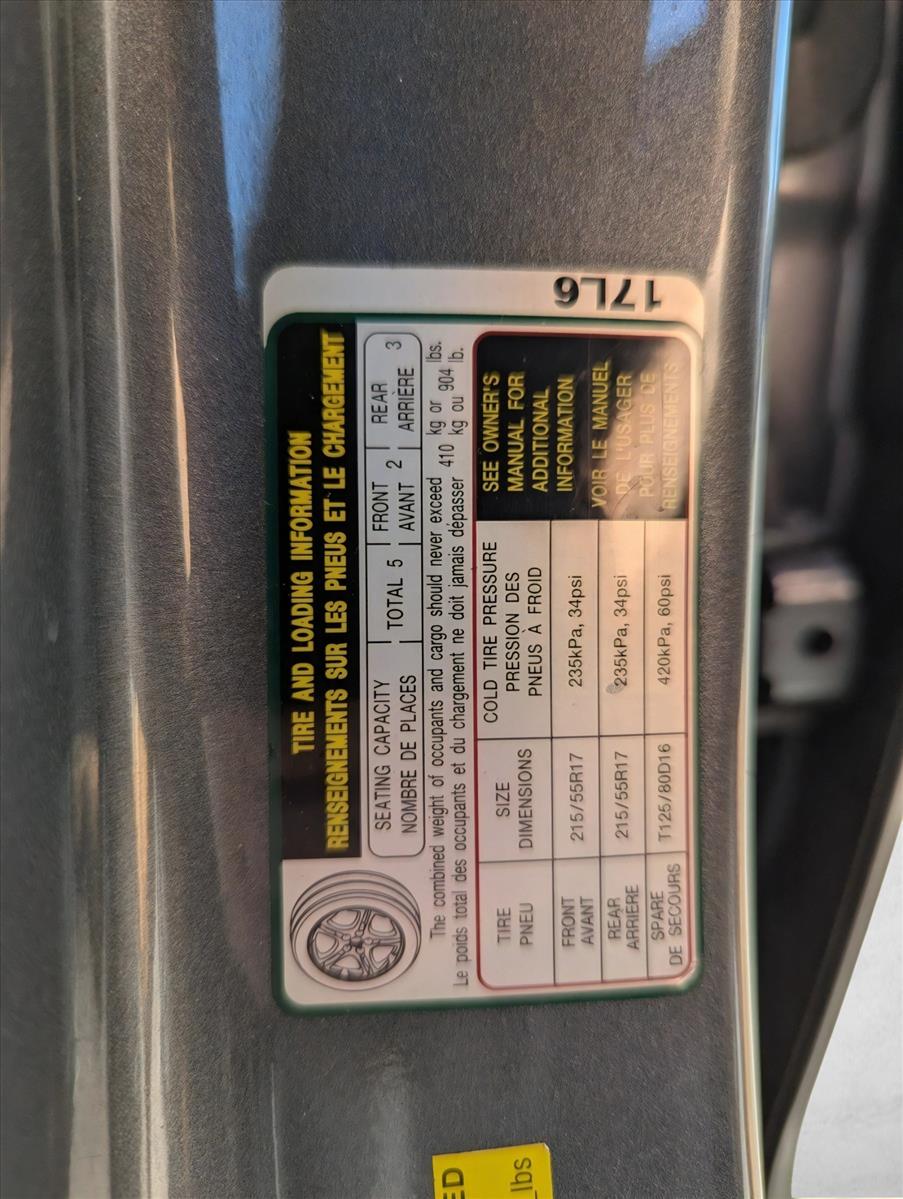 17L6
TIRE AND LOADING INFORMATION
RENSEIGNEMENTS SUR LES PNEUS ET LE CHARGEMENT
SEATING CAPACITY
NOMBRE DE PLACES
TOTAL 5
FRONT
AVANT 2
REAR
ARRIÈRE 3
The combined weight of occupants and cargo should never exceed 410 kg or 904 lbs.
Le poids total des occupants et du chargement ne doit jamais dépasser kg ou lb.
TIRE
PNEU
SIZE
DIMENSIONS
COLD TIRE PRESSURE
PRESSION DES
PNEUS À FROID
FRONT
AVANT
215/55R17
235kPa, 34psi
REAR
ARRIERE
215/55R17
235kPa, 34psi
SPARE
DE SECOURS
T125/80D16
420kPa, 60psi
SEE OWNER'S
MANUAL FOR
ADDITIONAL
INFORMATION
VOIR LE MANUEL
DE L'USAGER
POUR PLUS DE
RENSEIGNEMENTS
ED
lbs